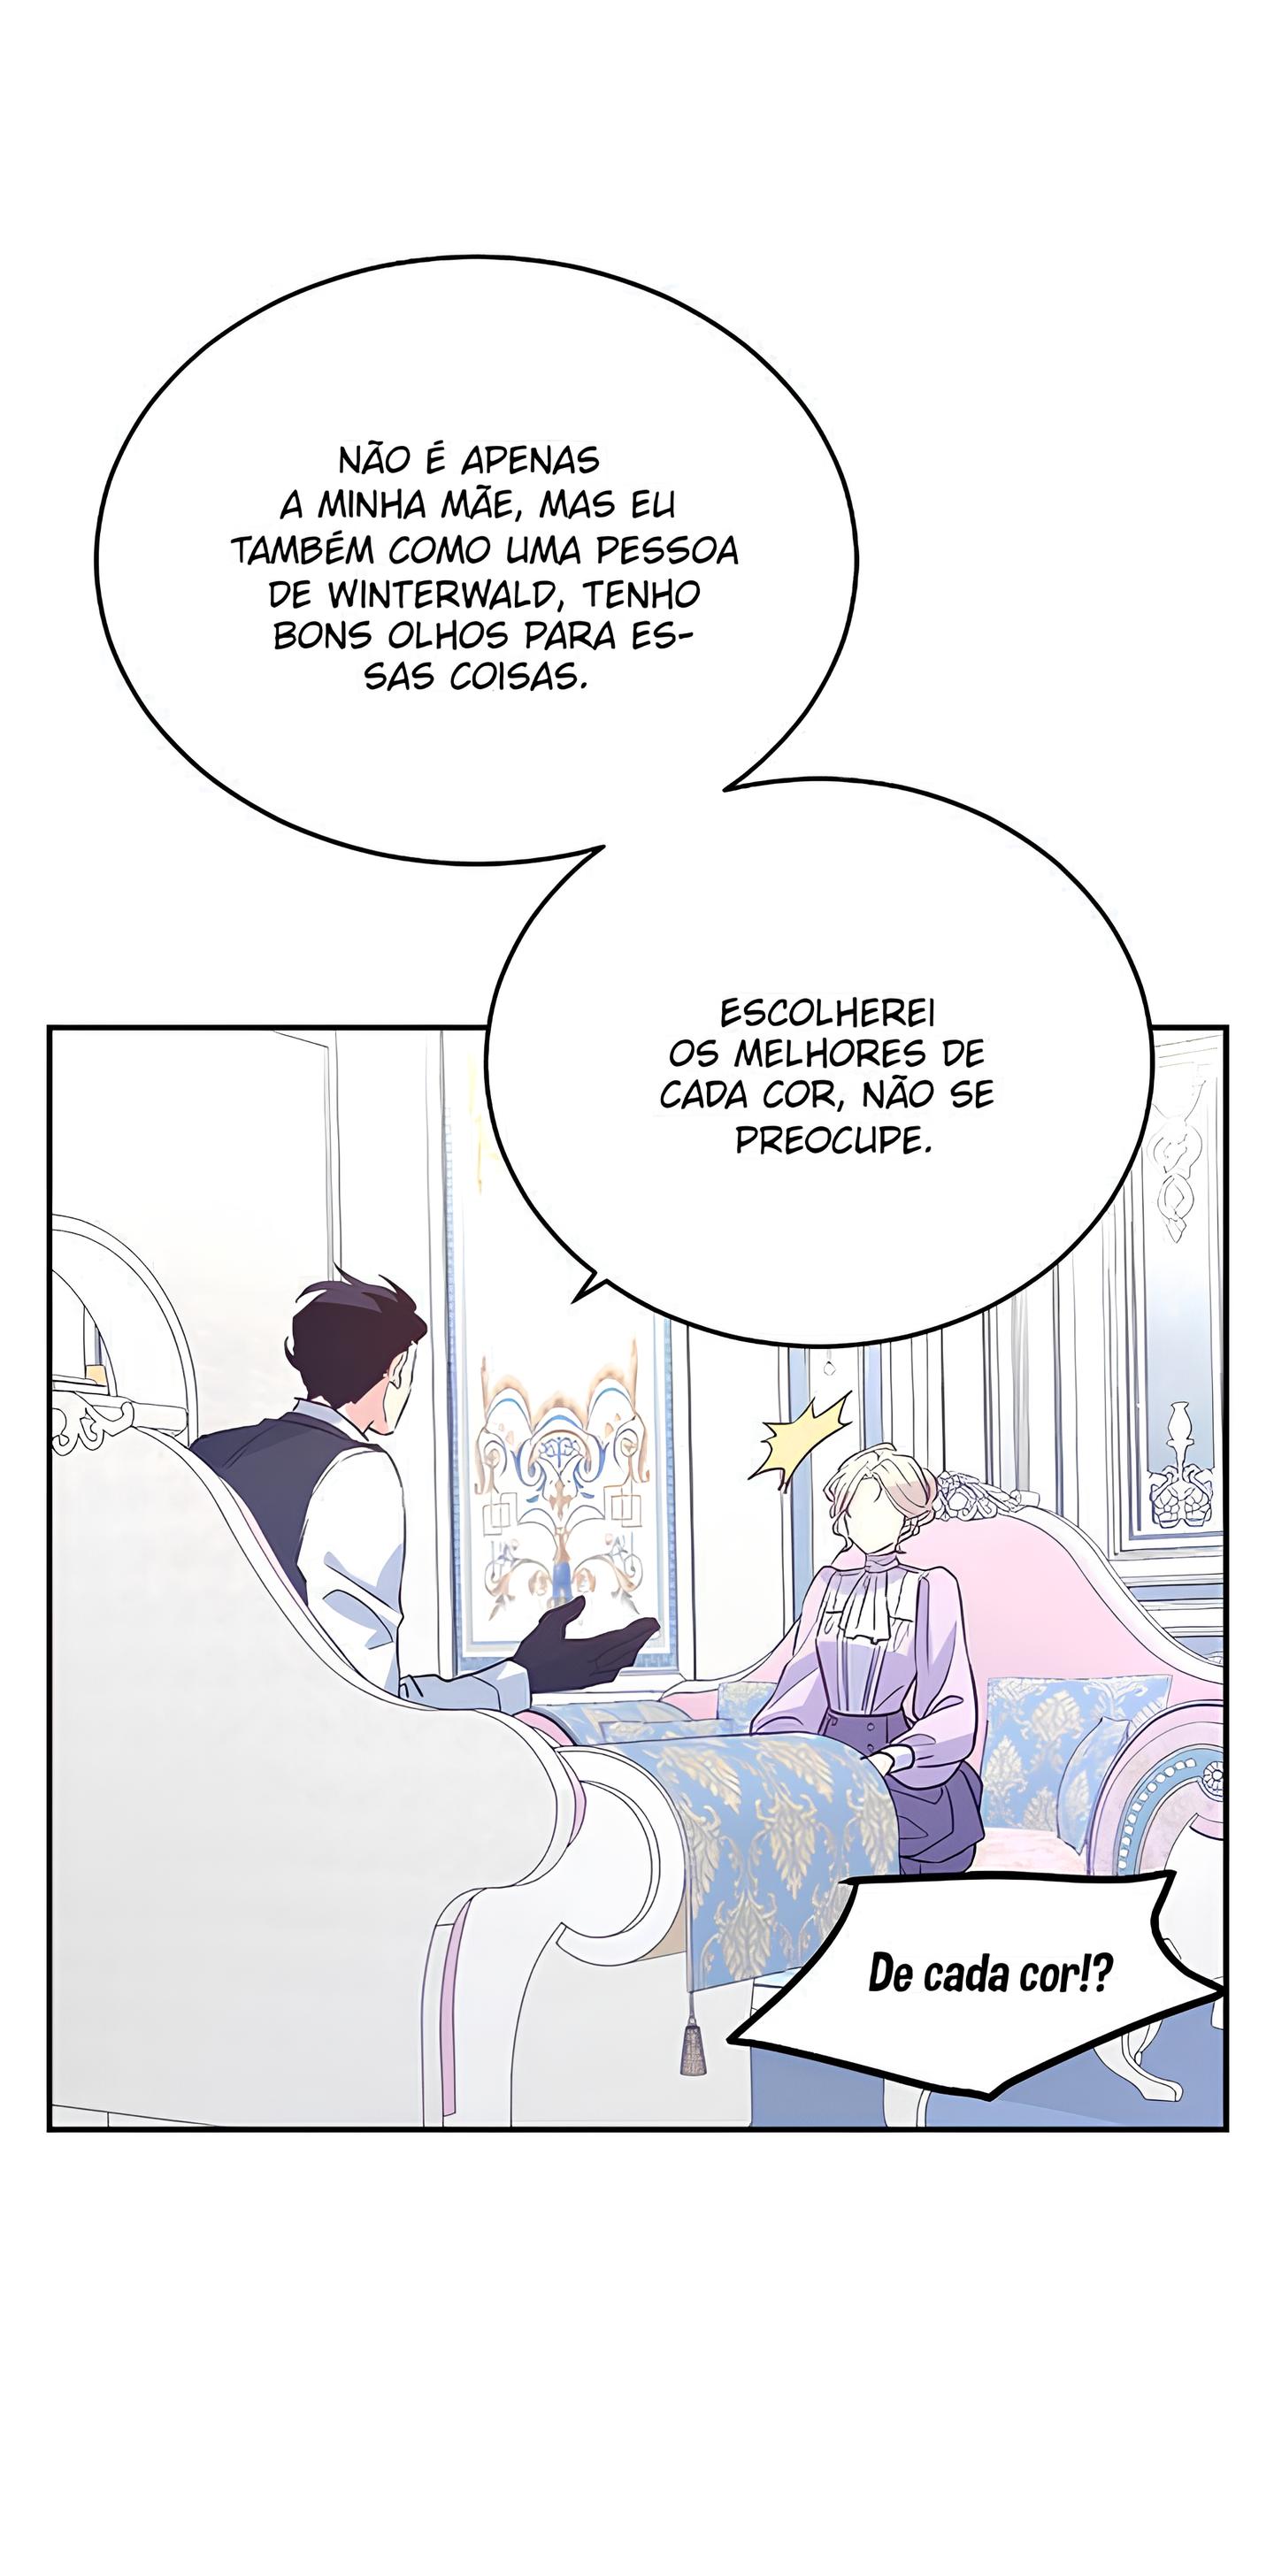 NÃO É APENAS
A MINHA MÃE, MAS EU
TAMBÉM COMO UMA PESSOA
DE WINTERWALD, TENHO
BONS OLHOS PARA ES-
SAS COISAS.
ESCOLHEREI
OS MELHORES DE
CADA COR, NÃO SE
PREOCUPE.
De cada cor!?